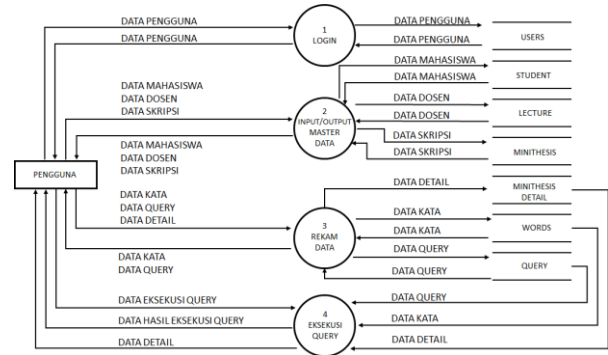 DATA PENGGUNA
DATA PENGGUNA
1
LOGIN
DATA PENGGUNA
DATA PENGGUNA
USERS
DATA MAHASISWA
DATA MAHASISWA
STUDENT
DATA MAHASISWA
DATA DOSEN
DATA SKRIPSI
2
INPUT/OUTPUT
MASTER
DATA
DATA DOSEN
DATA DOSEN
LECTURE
DATA SKRIPSI
DATA SKRIPSI
MINITHESIS
DATA MAHASISWA
DATA DOSEN
DATA SKRIPSI
PENGGUNA
DATA KATA
DATA QUERY
DATA DETAIL
DATA DETAIL
MINITHESIS
DETAIL
3
REKAM
DATA
DATA KATA
DATA KATA
WORDS
DATA QUERY
DATA QUERY
QUERY
DATA KATA
DATA QUERY
DATA EKSEKUSI QUERY
DATA HASIL EKSEKUSI QUERY
DATA DETAIL
4
EKSEKUSI
QUERY
DATA QUERY
DATA KATA
DATA DETAIL